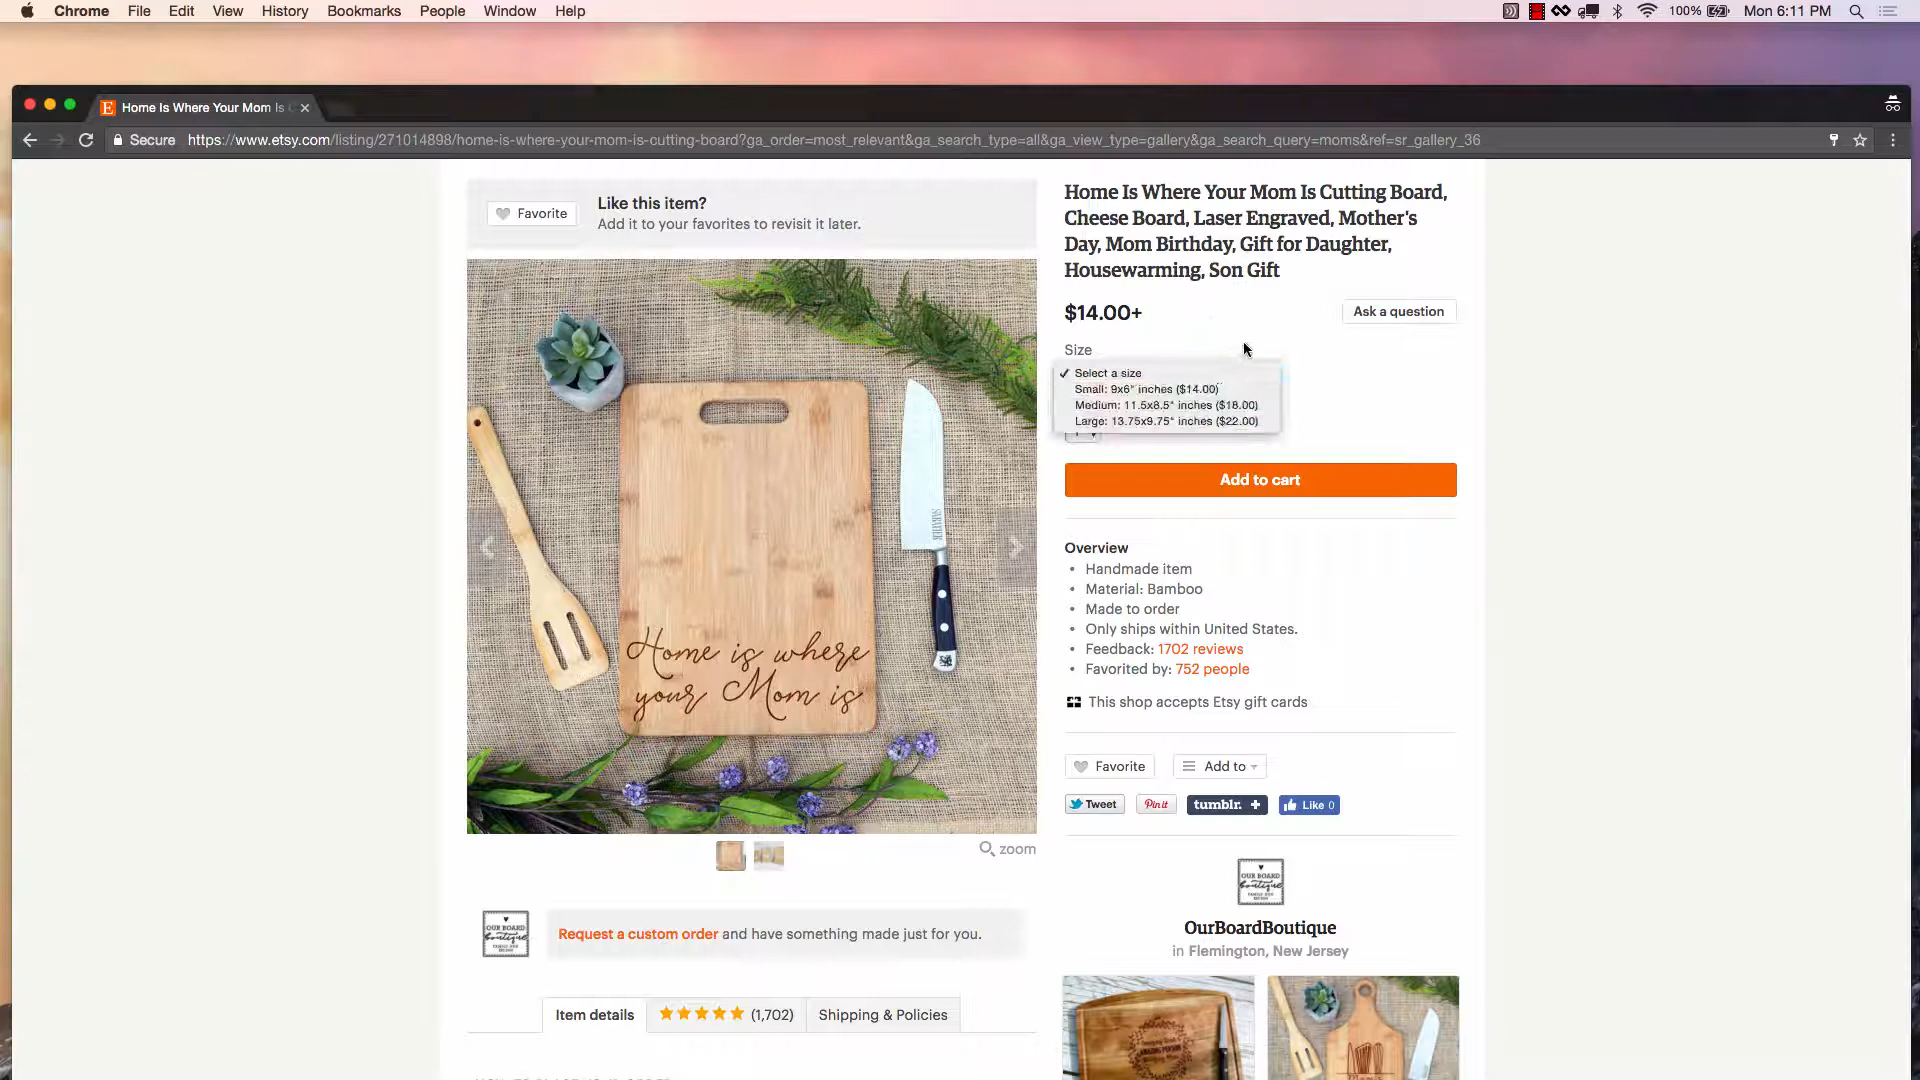 Chrome File Edit View History Bookmarks People Window Help
100% Mon 6:11 PM
Home Is Where Your Mom Is
Secure https://www.etsy.com/listing/271014898/home-is-where-your-mom-is-cutting-board?ga_order=most_relevant&ga_search_type=all&ga_view_type=gallery&ga_search_query=moms&ref=sr_gallery_36
Favorite
Like this item?
Add it to your favorites to revisit it later.
Home is where
your Mom is
zoom
OUR BOARD
boutique
Request a custom order and have something made just for you.
Item details
(1,702)
Shipping & Policies
Home Is Where Your Mom Is Cutting Board,
Cheese Board, Laser Engraved, Mother's
Day, Mom Birthday, Gift for Daughter,
Housewarming, Son Gift
$14.00+
Ask a question
Size
✓ Select a size
Small: 9x6" inches ($14.00)
Medium: 11.5x8.5" inches ($18.00)
Large: 13.75x9.75" inches ($22.00)
Add to cart
Overview
• Handmade item
• Material: Bamboo
• Made to order
• Only ships within United States.
• Feedback: 1702 reviews
• Favorited by: 752 people
This shop accepts Etsy gift cards
Favorite
Add to
Tweet
Pin it
tumblr. +
Like 0
OUR BOARD
boutique
OurBoardBoutique
in Flemington, New Jersey